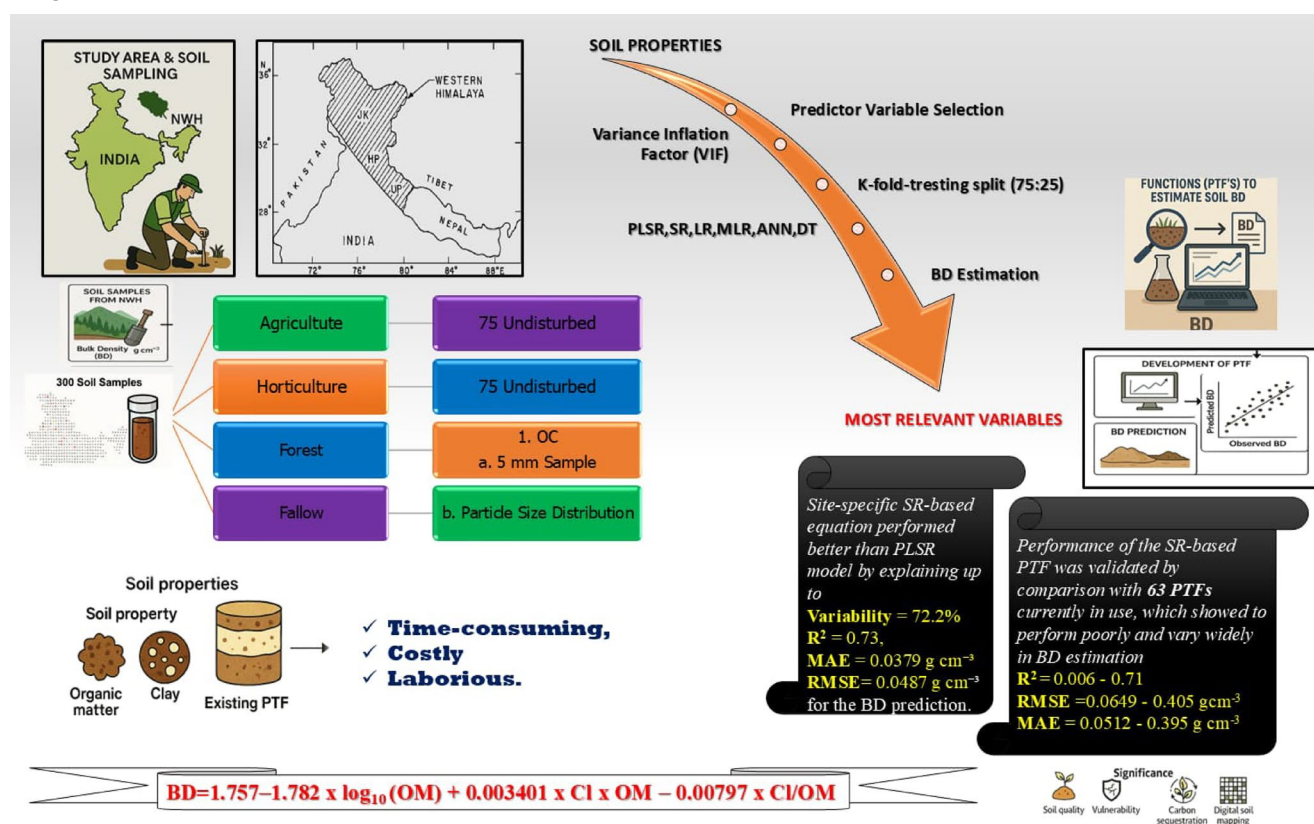 STUDY AREA & SOIL
SAMPLING
NWH
INDIA
N
36°
32
28°
72°
76°
80°
84°
88°E
WESTERN
HIMALAYA
JK
HP
UP
PAKISTAN
TIBET
NEPAL
INDIA
SOIL PROPERTIES
Predictor Variable Selection
Variance Inflation
Factor (VIF)
K-fold-tresting split (75:25)
PLSR,SR,LR,MLR,ANN,DT
BD Estimation
MOST RELEVANT VARIABLES
FUNCTIONS (PTF'S) TO
ESTIMATE SOIL BD
BD
BD
SOIL SAMPLES
FROM NWH
Bulk Density
(BD)
g cm⁻³
300 Soil Samples
Agricultute
75 Undisturbed
Horticulture
75 Undisturbed
Forest
1. OC
a. 5 mm Sample
Fallow
b. Particle Size Distribution
DEVELOPMENT OF PTF
BD PREDICTION
Predicted BD
Observed BD
Soil properties
Soil property
Organic
matter
Clay
Existing PTF
✓ Time-consuming,
✓ Costly
✓ Laborious.
Site-specific SR-based
equation performed
better than PLSR
model by explaining up
to
Variability = 72.2%
R² = 0.73,
MAE = 0.0379 g cm⁻³
RMSE= 0.0487 g cm⁻³
for the BD prediction.
Performance of the SR-based
PTF was validated by
comparison with 63 PTFs
currently in use, which showed to
perform poorly and vary widely
in BD estimation
R² = 0.006 - 0.71
RMSE =0.0649 - 0.405 gcm⁻³
MAE = 0.0512 - 0.395 g cm⁻³
BD=1.757–1.782 x log₁₀ (OM) + 0.003401 x Cl x OM – 0.00797 x Cl/OM
Significance
Soil quality
Vulnerability
Carbon
sequestration
Digital soil
mapping